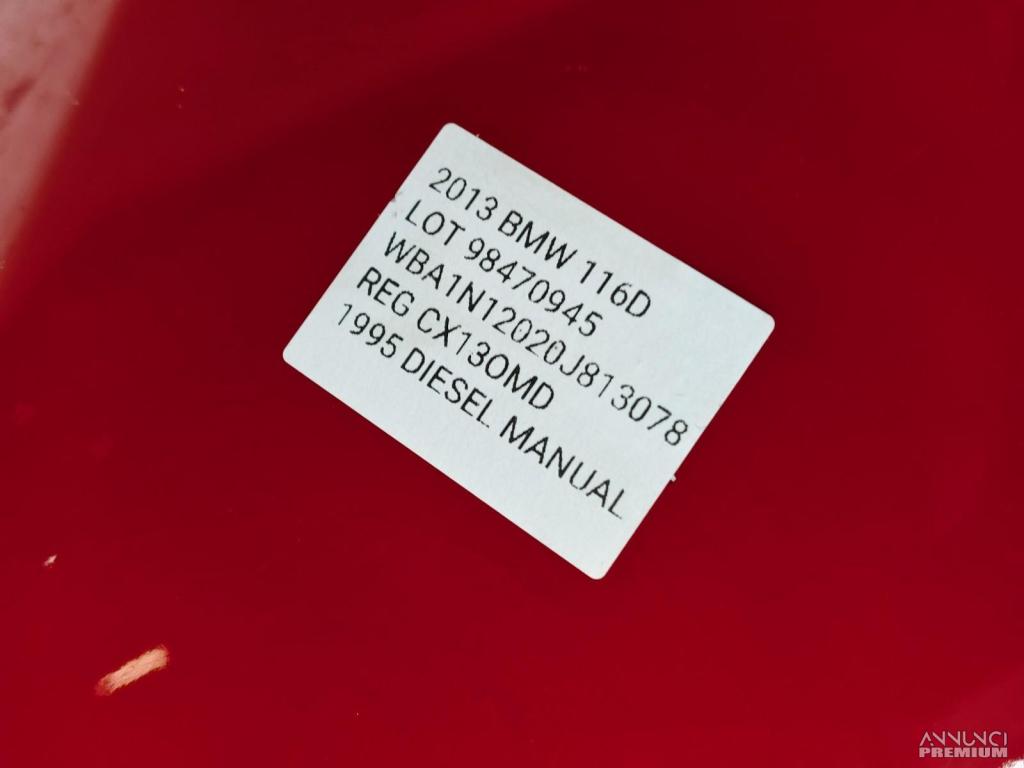 2013 BMW 116D
LOT 98470945
WBA1N12020J813078
REG CX13OMD
1995 DIESEL MANUAL
ANNUNCI
PREMIUM